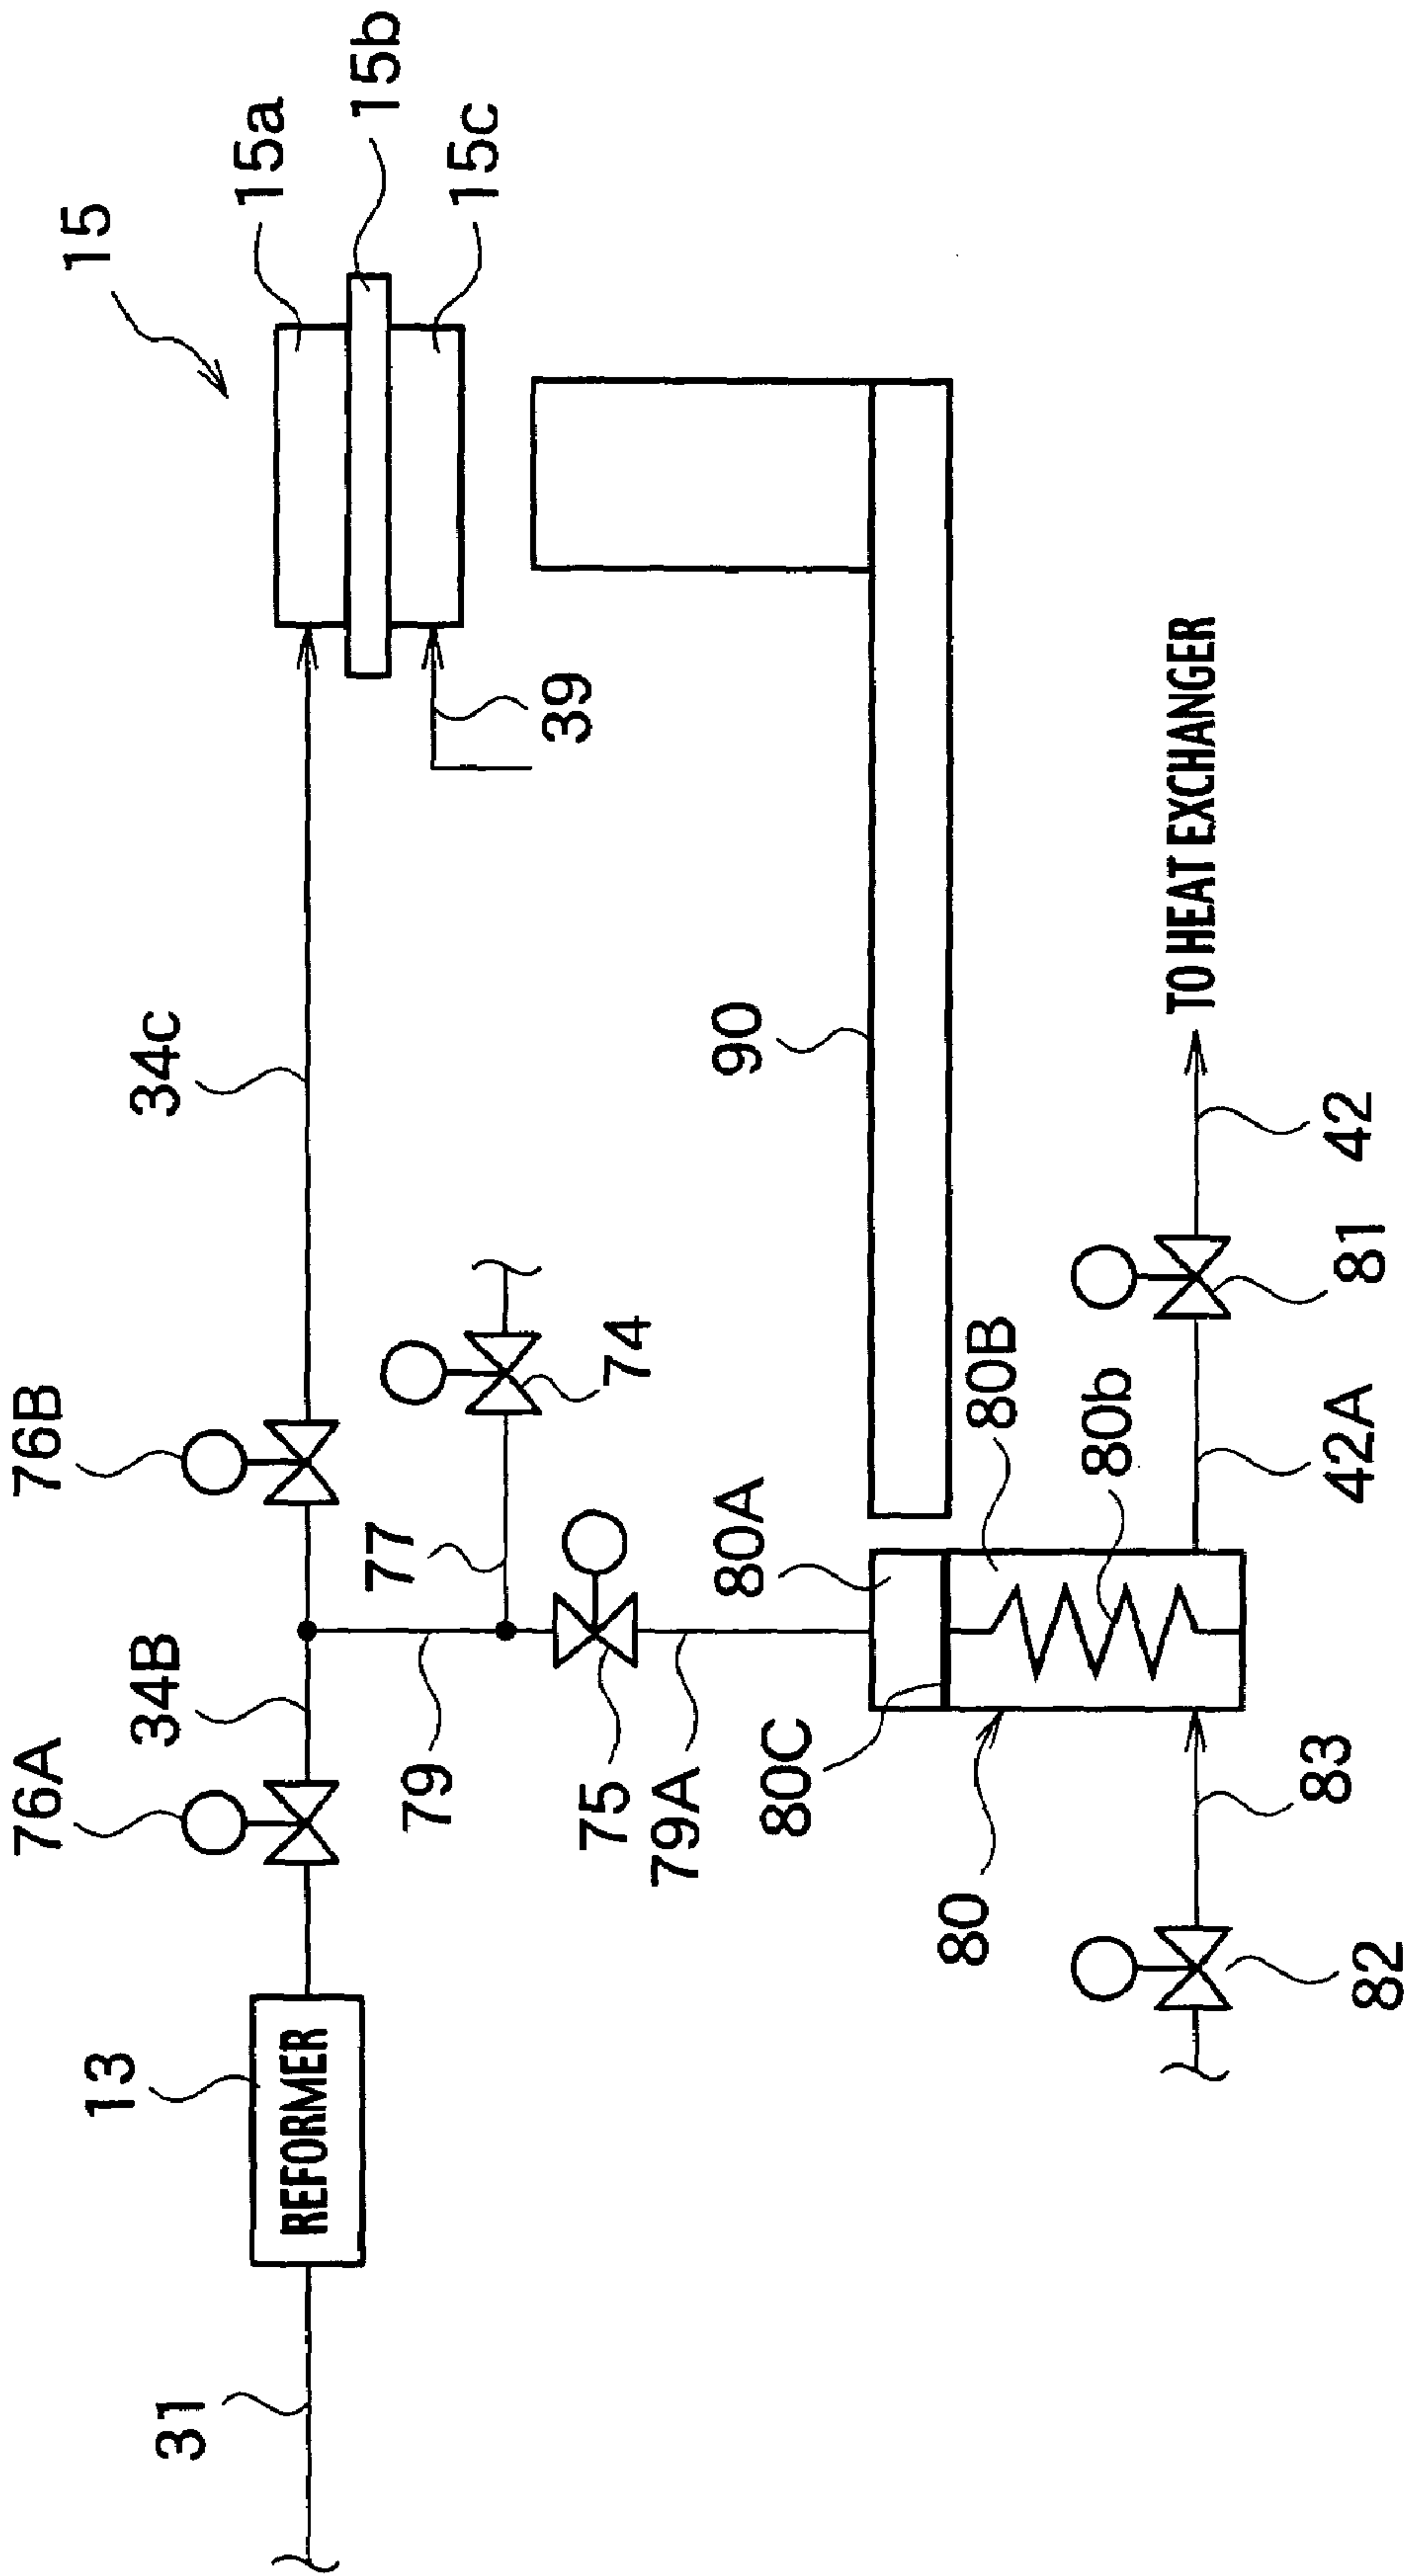 15
15a
15b
15c
76A
76B
34B
34c
13
REFORMER
31
39
77
74
79
75
79A
90
80A
80B
80b
80C
80
TO HEAT EXCHANGER
42
81
42A
83
82